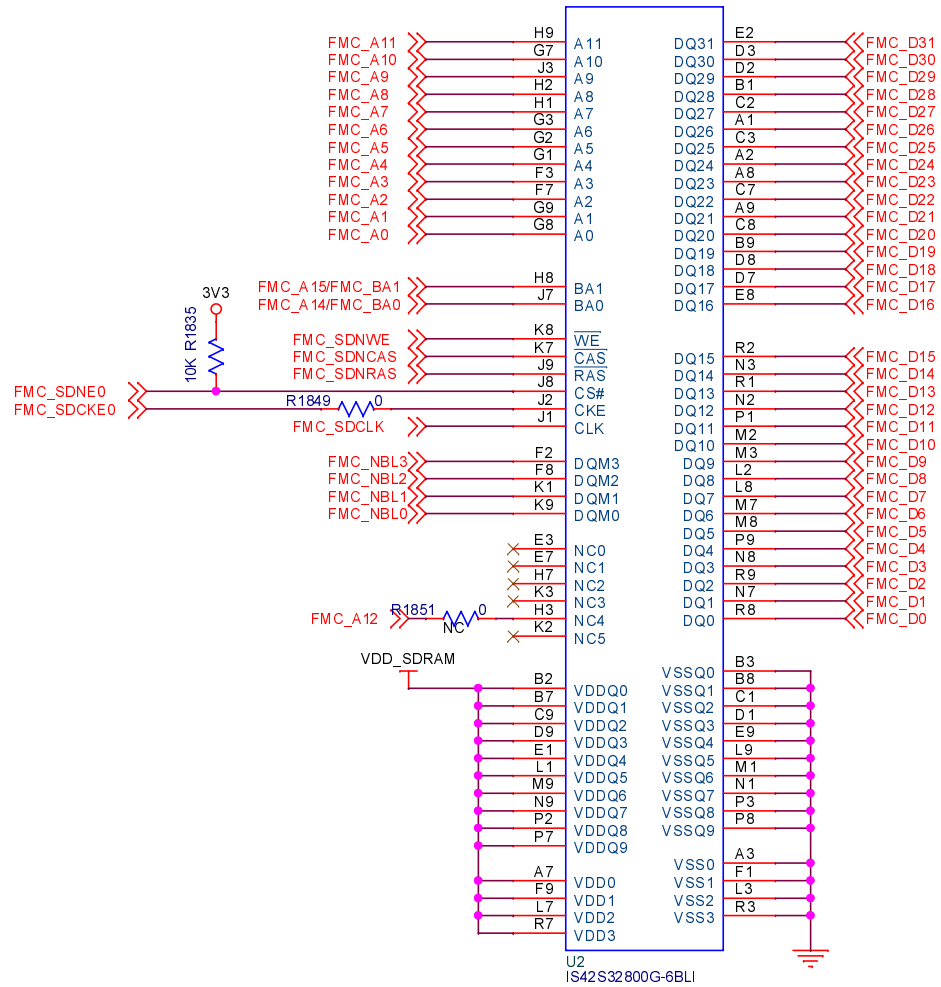 FMC_A11 H9 A11 DQ31 E2 FMC_D31
FMC_A10 G7 A10 DQ30 D3 FMC_D30
FMC_A9 J3 A9 DQ29 D2 FMC_D29
FMC_A8 H2 A8 DQ28 B1 FMC_D28
FMC_A7 H1 A7 DQ27 C2 FMC_D27
FMC_A6 G3 A6 DQ26 A1 FMC_D26
FMC_A5 G2 A5 DQ25 C3 FMC_D25
FMC_A4 G1 A4 DQ24 A2 FMC_D24
FMC_A3 F3 A3 DQ23 A8 FMC_D23
FMC_A2 F7 A2 DQ22 C7 FMC_D22
FMC_A1 G9 A1 DQ21 A9 FMC_D21
FMC_A0 G8 A0 DQ20 C8 FMC_D20
DQ19 B9 FMC_D19
DQ18 D8 FMC_D18
FMC_A15/FMC_BA1 H8 BA1 DQ17 D7 FMC_D17
FMC_A14/FMC_BA0 J7 BA0 DQ16 E8 FMC_D16
3V3
10K R1835
FMC_SDNWE K8 WE
FMC_SDNCAS K7 CAS DQ15 R2 FMC_D15
FMC_SDNRAS J9 RAS DQ14 N3 FMC_D14
FMC_SDNE0 J8 CS# DQ13 R1 FMC_D13
FMC_SDCKE0 R1849 0 J2 CKE DQ12 N2 FMC_D12
FMC_SDCLK J1 CLK DQ11 P1 FMC_D11
DQ10 M2 FMC_D10
FMC_NBL3 F2 DQM3 DQ9 M3 FMC_D9
FMC_NBL2 F8 DQM2 DQ8 L2 FMC_D8
FMC_NBL1 K1 DQM1 DQ7 L8 FMC_D7
FMC_NBL0 K9 DQM0 DQ6 M7 FMC_D6
DQ5 M8 FMC_D5
E3 NC0 DQ4 P9 FMC_D4
E7 NC1 DQ3 N8 FMC_D3
H7 NC2 DQ2 R9 FMC_D2
K3 NC3 DQ1 N7 FMC_D1
FMC_A12 R1851 0 NC H3 NC4 DQ0 R8 FMC_D0
K2 NC5
VDD_SDRAM
VSSQ0 B3
B2 VDDQ0 VSSQ1 B8
B7 VDDQ1 VSSQ2 C1
C9 VDDQ2 VSSQ3 D1
D9 VDDQ3 VSSQ4 E9
E1 VDDQ4 VSSQ5 L9
L1 VDDQ5 VSSQ6 M1
M9 VDDQ6 VSSQ7 N1
N9 VDDQ7 VSSQ8 P3
P2 VDDQ8 VSSQ9 P8
P7 VDDQ9
VSS0 A3
A7 VDD0 VSS1 F1
F9 VDD1 VSS2 L3
L7 VDD2 VSS3 R3
R7 VDD3
U2
IS42S32800G-6BLI